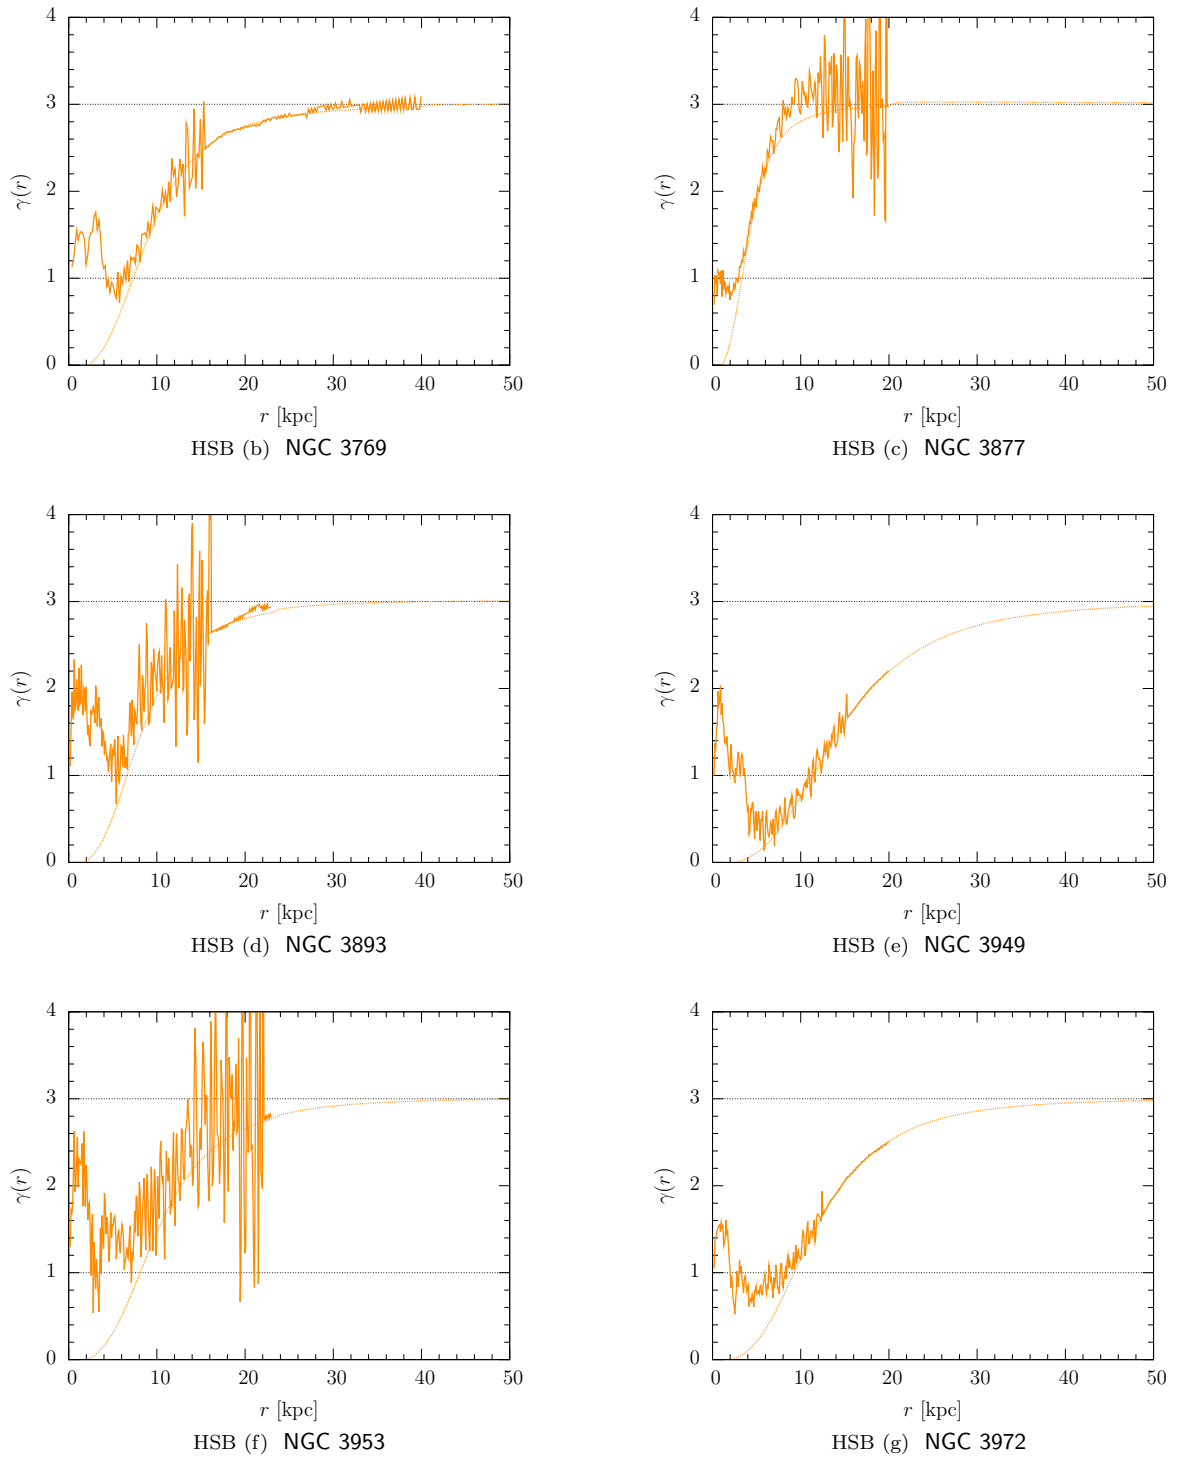 4
3
2
1
0
γ(r)
0 10 20 30 40 50
r [kpc]
HSB (b) NGC 3769
4
3
2
1
0
γ(r)
0 10 20 30 40 50
r [kpc]
HSB (c) NGC 3877
4
3
2
1
0
γ(r)
0 10 20 30 40 50
r [kpc]
HSB (d) NGC 3893
4
3
2
1
0
γ(r)
0 10 20 30 40 50
r [kpc]
HSB (e) NGC 3949
4
3
2
1
0
γ(r)
0 10 20 30 40 50
r [kpc]
HSB (f) NGC 3953
4
3
2
1
0
γ(r)
0 10 20 30 40 50
r [kpc]
HSB (g) NGC 3972